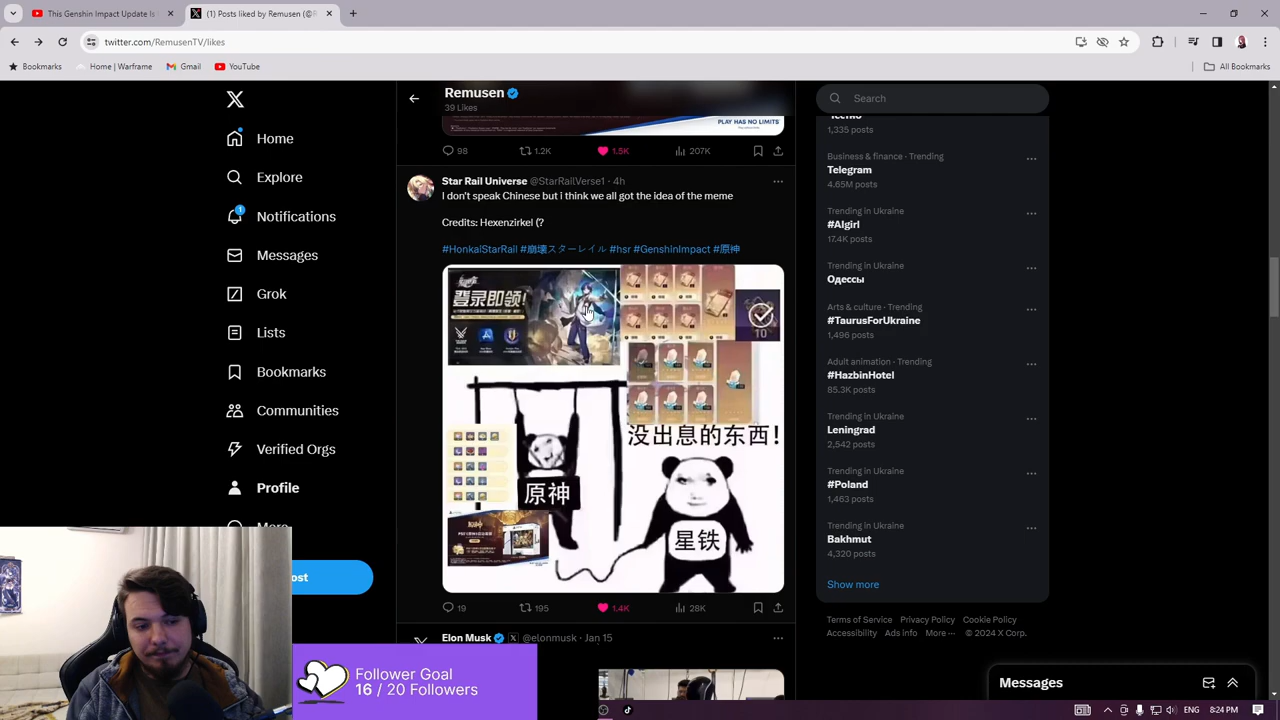 This Genshin Impact Update I
Posts likes by Remusen (@R
twitter.com/RemusenTV/likes
Bookmarks
Home | Warframe
Gmail
YouTube
All Bookmarks
Home
Explore
1
Notifications
Messages
Grok
Lists
Bookmarks
Communities
Verified Orgs
Profile
More
ost
Remusen
39 Likes
PLAY HAS NO LIMITS
98
1.2K
1.5K
207K
Star Rail Universe @StarRailVerse1 · 4h
I don't speak Chinese but i think we all got the idea of the meme
Credits: Hexenzirkel (?
#HonkaiStarRail #崩壊スターレイル #hsr #GenshinImpact #原神
登录即领!
10
没出息的东西!
原神
星铁
19
195
1.4K
28K
Elon Musk @elonmusk · Jan 15
Search
1,335 posts
Business & finance · Trending
Telegram
4.65M posts
Trending in Ukraine
#AIgirl
17.4K posts
Trending in Ukraine
Одессы
Arts & culture · Trending
#TaurusForUkraine
1,496 posts
Adult animation · Trending
#HazbinHotel
85.3K posts
Trending in Ukraine
Leningrad
2,542 posts
Trending in Ukraine
#Poland
1,463 posts
Trending in Ukraine
Bakhmut
4,320 posts
Show more
Terms of Service Privacy Policy Cookie Policy
Accessibility Ads info More ··· © 2024 X Corp.
Messages
Follower Goal
16 / 20 Followers
ENG
8:24 PM